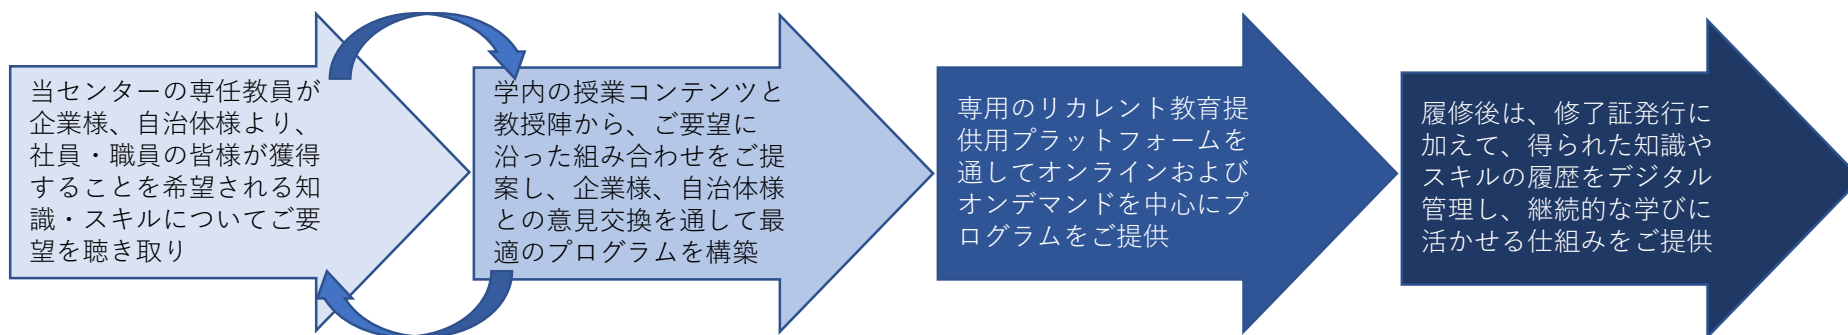 当センターの専任教員が
企業様、自治体様より、
社員・職員の皆様が獲得
することを希望される知
識・スキルについてご要
望を聴き取り
学内の授業コンテンツと
教授陣から、ご要望に
沿った組み合わせをご提
案し、企業様、自治体様
との意見交換を通して最
適のプログラムを構築
専用のリカレント教育提
供用プラットフォームを
通してオンラインおよび
オンデマンドを中心にプ
ログラムをご提供
履修後は、修了証発行に
加えて、得られた知識や
スキルの履歴をデジタル
管理し、継続的な学びに
活かせる仕組みをご提供